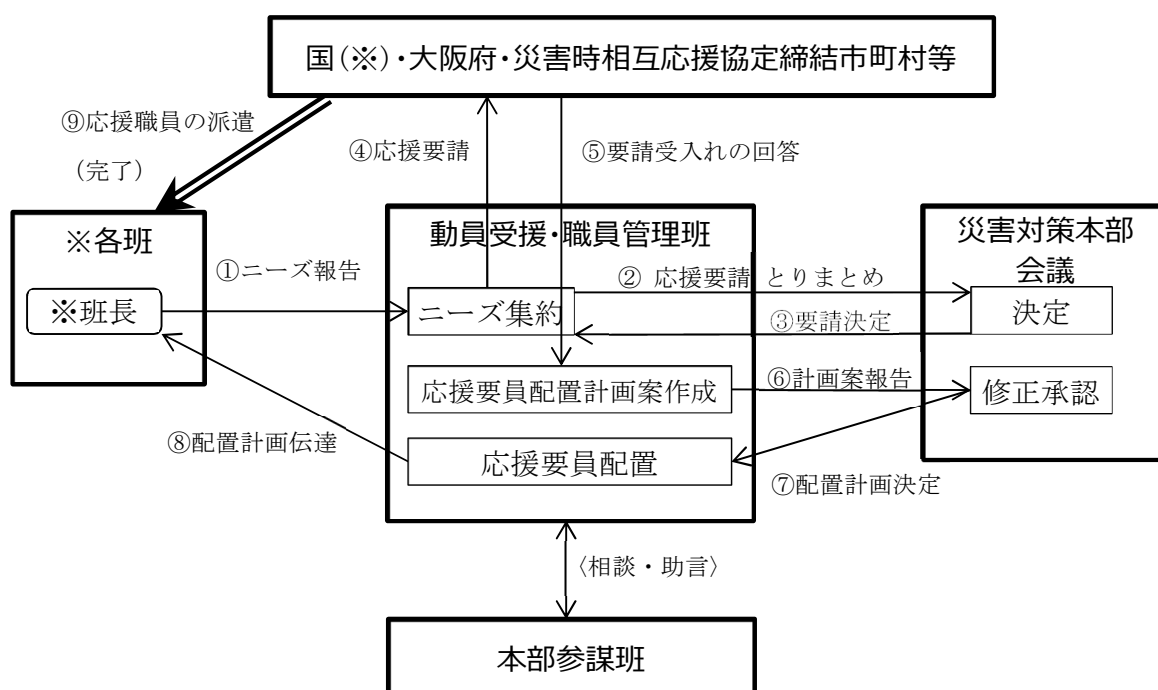 国(※)・大阪府・災害時相互応援協定締結市町村等
⑨応援職員の派遣
(完了)
④応援要請
⑤要請受入れの回答
※各班
動員受援・職員管理班
災害対策本部
会議
①ニーズ報告
② 応援要請 とりまとめ
※班長
ニーズ集約
決定
③要請決定
⑥計画案報告
応援要員配置計画案作成
修正承認
⑧配置計画伝達
応援要員配置
⑦配置計画決定
〈相談・助言〉
本部参謀班